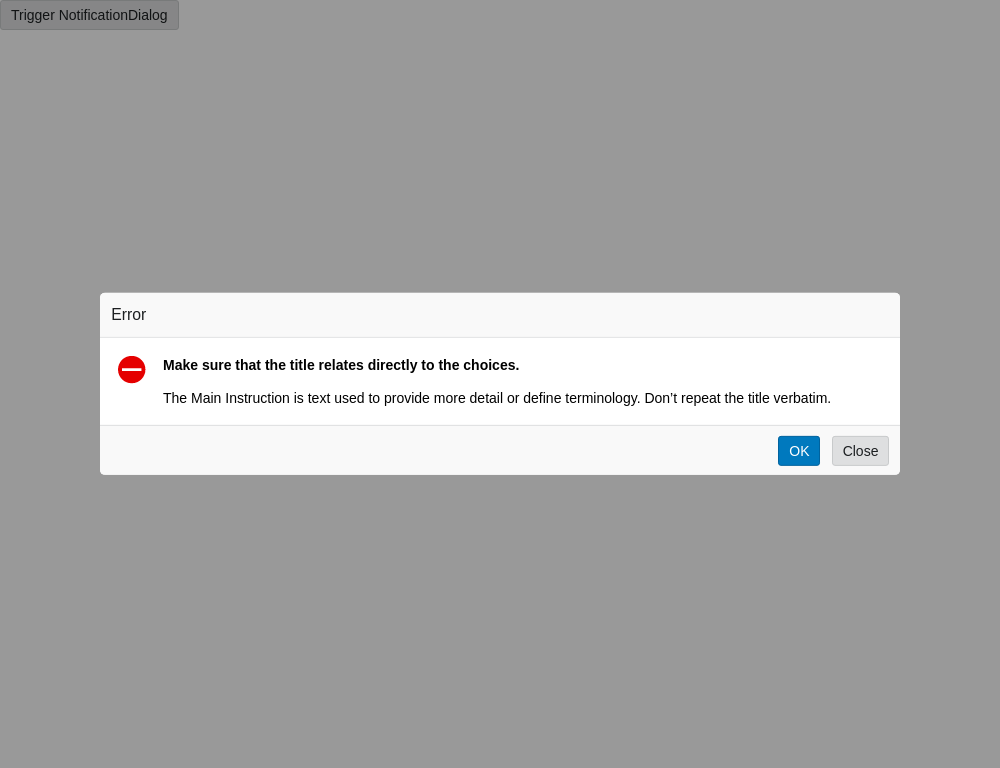 Trigger NotificationDialog
Error
Make sure that the title relates directly to the choices.
The Main Instruction is text used to provide more detail or define terminology. Don’t repeat the title verbatim.
OK
Close